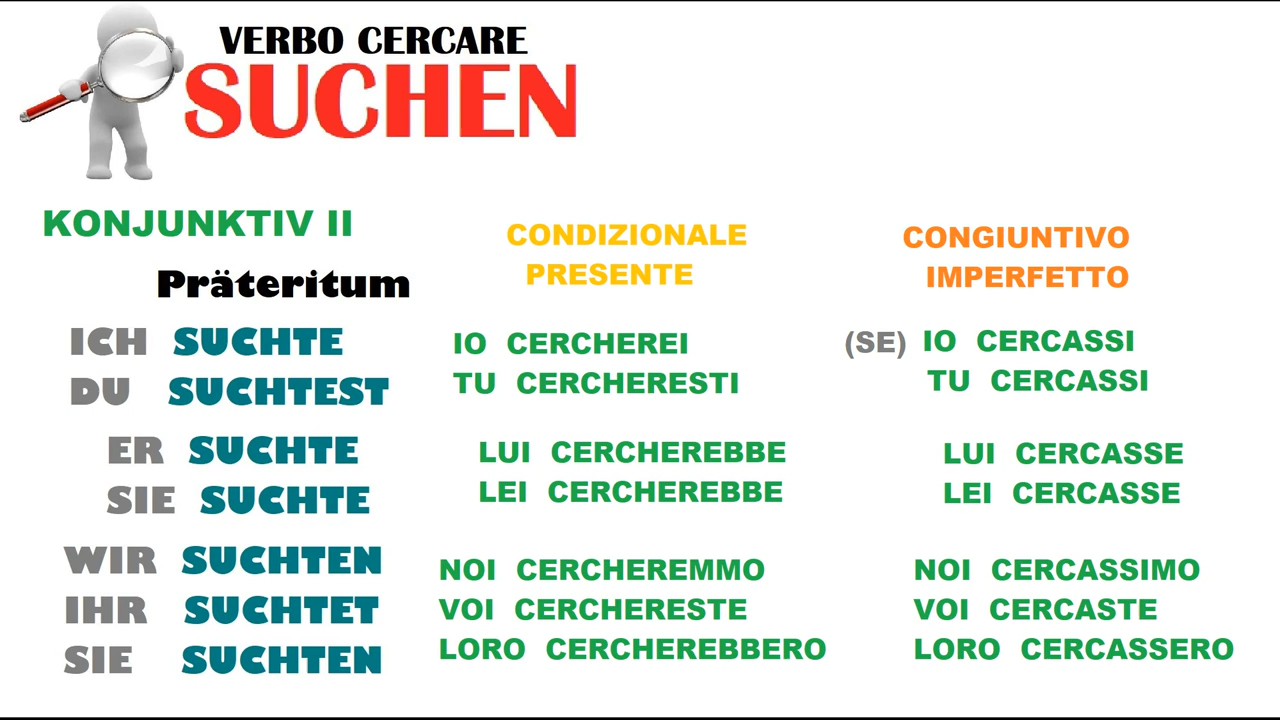 VERBO CERCARE
SUCHEN
KONJUNKTIV II
Präteritum
ICH SUCHTE
DU SUCHTEST
ER SUCHTE
SIE SUCHTE
WIR SUCHTEN
IHR SUCHTET
SIE SUCHTEN
CONDIZIONALE
PRESENTE
IO CERCHEREI
TU CERCHERESTI
LUI CERCHEREBBE
LEI CERCHEREBBE
NOI CERCHEREMMO
VOI CERCHERESTE
LORO CERCHEREBBERO
CONGIUNTIVO
IMPERFETTO
(SE) IO CERCASSI
TU CERCASSI
LUI CERCASSE
LEI CERCASSE
NOI CERCASSIMO
VOI CERCASTE
LORO CERCASSERO